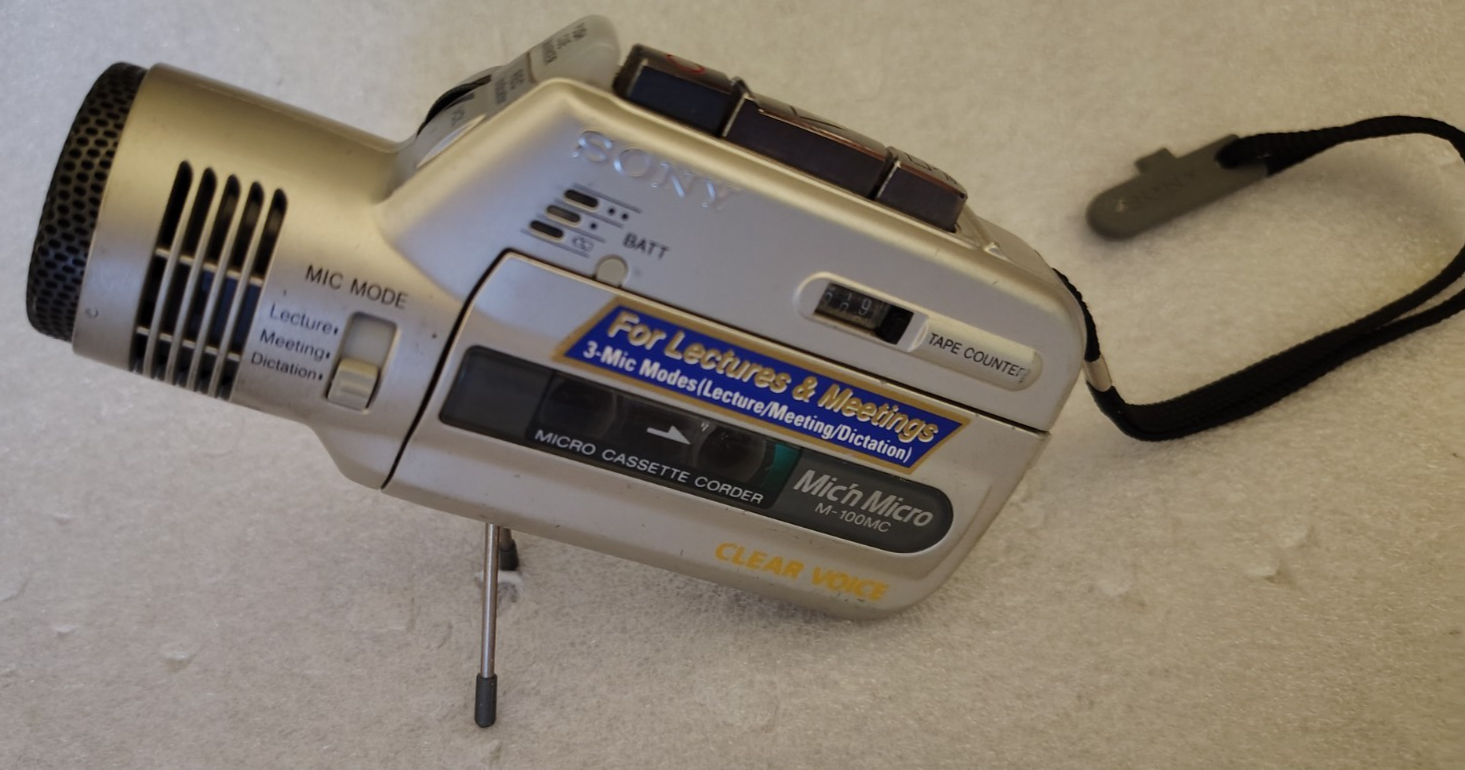 SONY
BATT
MIC MODE
Lecture
Meeting
Dictation
TAPE COUNTER
For Lectures & Meetings
3-Mic Modes(Lecture/Meeting/Dictation)
MICRO CASSETTE CORDER
Mic'n Micro
M-100MC
CLEAR VOICE
SONY